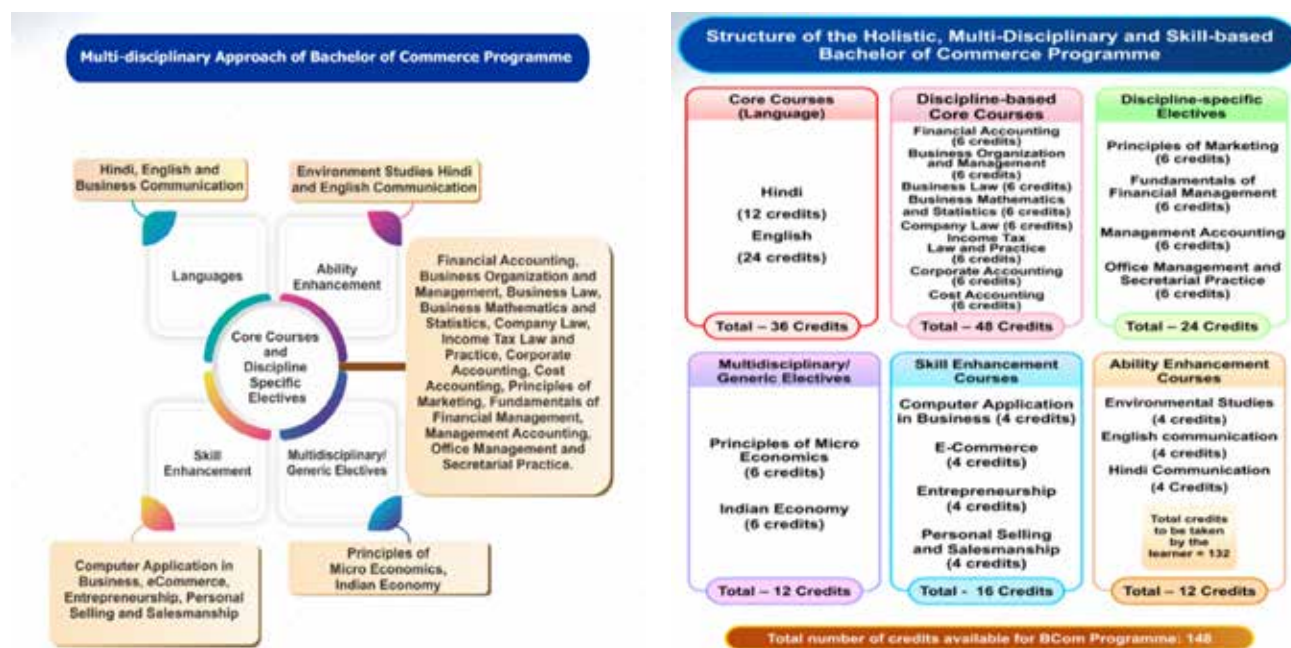 Multi-disciplinary Approach of Bachelor of Commerce Programme
Hindi, English and
Business Communication
Environment Studies Hindi
and English Communication
Languages
Ability
Enhancement
Core Courses
and
Discipline
Specific
Electives
Financial Accounting,
Business Organization and
Management, Business Law,
Business Mathematics and
Statistics, Company Law,
Income Tax Law and
Practice, Corporate
Accounting, Cost
Accounting, Principles of
Marketing, Fundamentals of
Financial Management,
Management Accounting,
Office Management and
Secretarial Practice.
Skill
Enhancement
Multidisciplinary/
Generic Electives
Computer Application in
Business, eCommerce,
Entrepreneurship, Personal
Selling and Salesmanship
Principles of
Micro Economics,
Indian Economy
Structure of the Holistic, Multi-Disciplinary and Skill-based
Bachelor of Commerce Programme
Core Courses
(Language)
Hindi
(12 credits)
English
(24 credits)
Total – 36 Credits
Discipline-based
Core Courses
Financial Accounting
(6 credits)
Business Organization
and Management
(6 credits)
Business Law (6 credits)
Business Mathematics
and Statistics (6 credits)
Company Law (6 credits)
Income Tax
Law and Practice
(6 credits)
Corporate Accounting
(6 credits)
Cost Accounting
(6 credits)
Total – 48 Credits
Discipline-specific
Electives
Principles of Marketing
(6 credits)
Fundamentals of
Financial Management
(6 credits)
Management Accounting
(6 credits)
Office Management and
Secretarial Practice
(6 credits)
Total – 24 Credits
Multidisciplinary/
Generic Electives
Principles of Micro
Economics
(6 credits)
Indian Economy
(6 credits)
Total – 12 Credits
Skill Enhancement
Courses
Computer Application
in Business (4 credits)
E-Commerce
(4 credits)
Entrepreneurship
(4 credits)
Personal Selling
and Salesmanship
(4 credits)
Total - 16 Credits
Ability Enhancement
Courses
Environmental Studies
(4 credits)
English communication
(4 credits)
Hindi Communication
(4 Credits)
Total credits
to be taken
by the
learner = 132
Total – 12 Credits
Total number of credits available for BCom Programme: 148